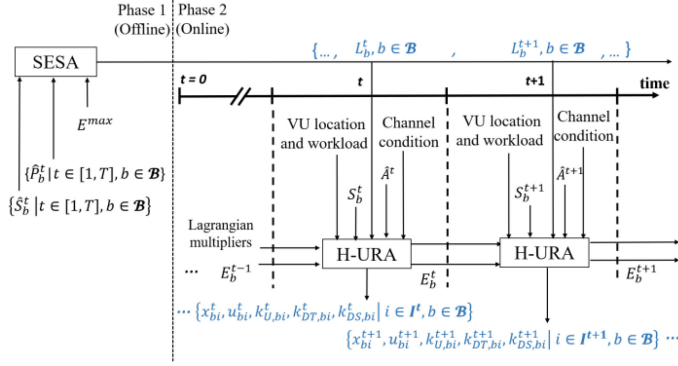 Phase 1 Phase 2
(Offline) (Online)
SESA
{..., L_b^t, b ∈ 𝓑 , L_b^{t+1}, b ∈ 𝓑 , ...}
t = 0 t t+1 time
E^{max}
VU location and workload
Channel condition
VU location and workload
Channel condition
{P̂_b^t | t ∈ [1, T], b ∈ 𝓑}
{Ŝ_b^t | t ∈ [1, T], b ∈ 𝓑}
S_b^t Â^t S_b^{t+1} Â^{t+1}
Lagrangian
multipliers
H-URA H-URA
... E_b^{t-1} E_b^t E_b^{t+1}
... {x_{bi}^t, u_{bi}^t, k_{U,bi}^t, k_{DT,bi}^t, k_{DS,bi}^t | i ∈ I^t, b ∈ 𝓑}
{x_{bi}^{t+1}, u_{bi}^{t+1}, k_{U,bi}^{t+1}, k_{DT,bi}^{t+1}, k_{DS,bi}^{t+1} | i ∈ I^{t+1}, b ∈ 𝓑} ...